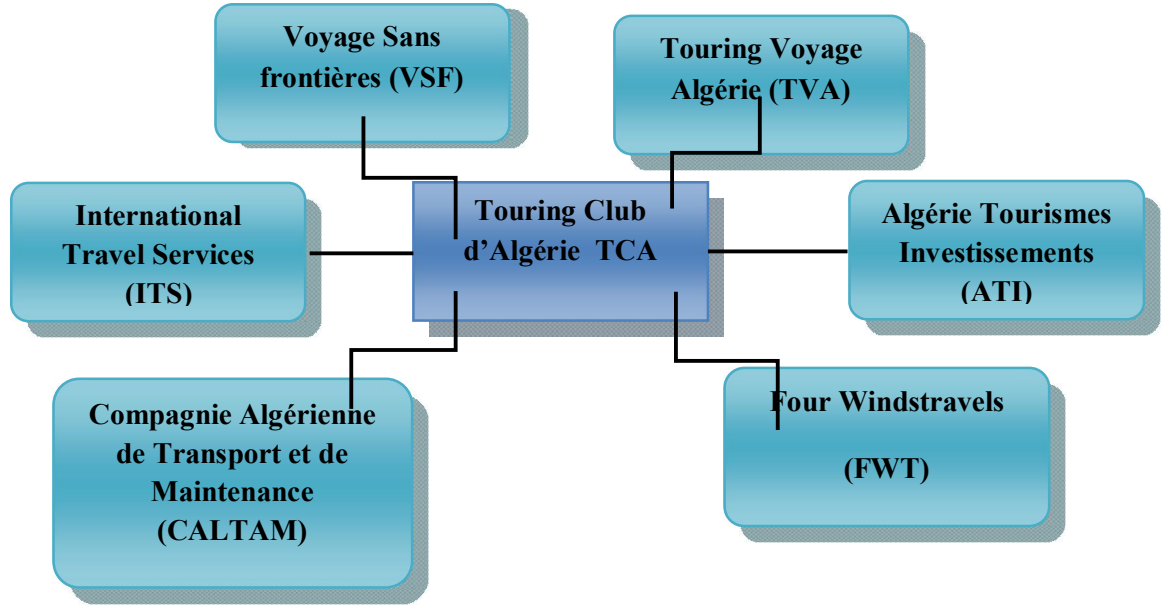 Voyage Sans
frontières (VSF)
Touring Voyage
Algérie (TVA)
International
Travel Services
(ITS)
Touring Club
d’Algérie TCA
Algérie Tourismes
Investissements
(ATI)
Compagnie Algérienne
de Transport et de
Maintenance
(CALTAM)
Four Windstravels
(FWT)